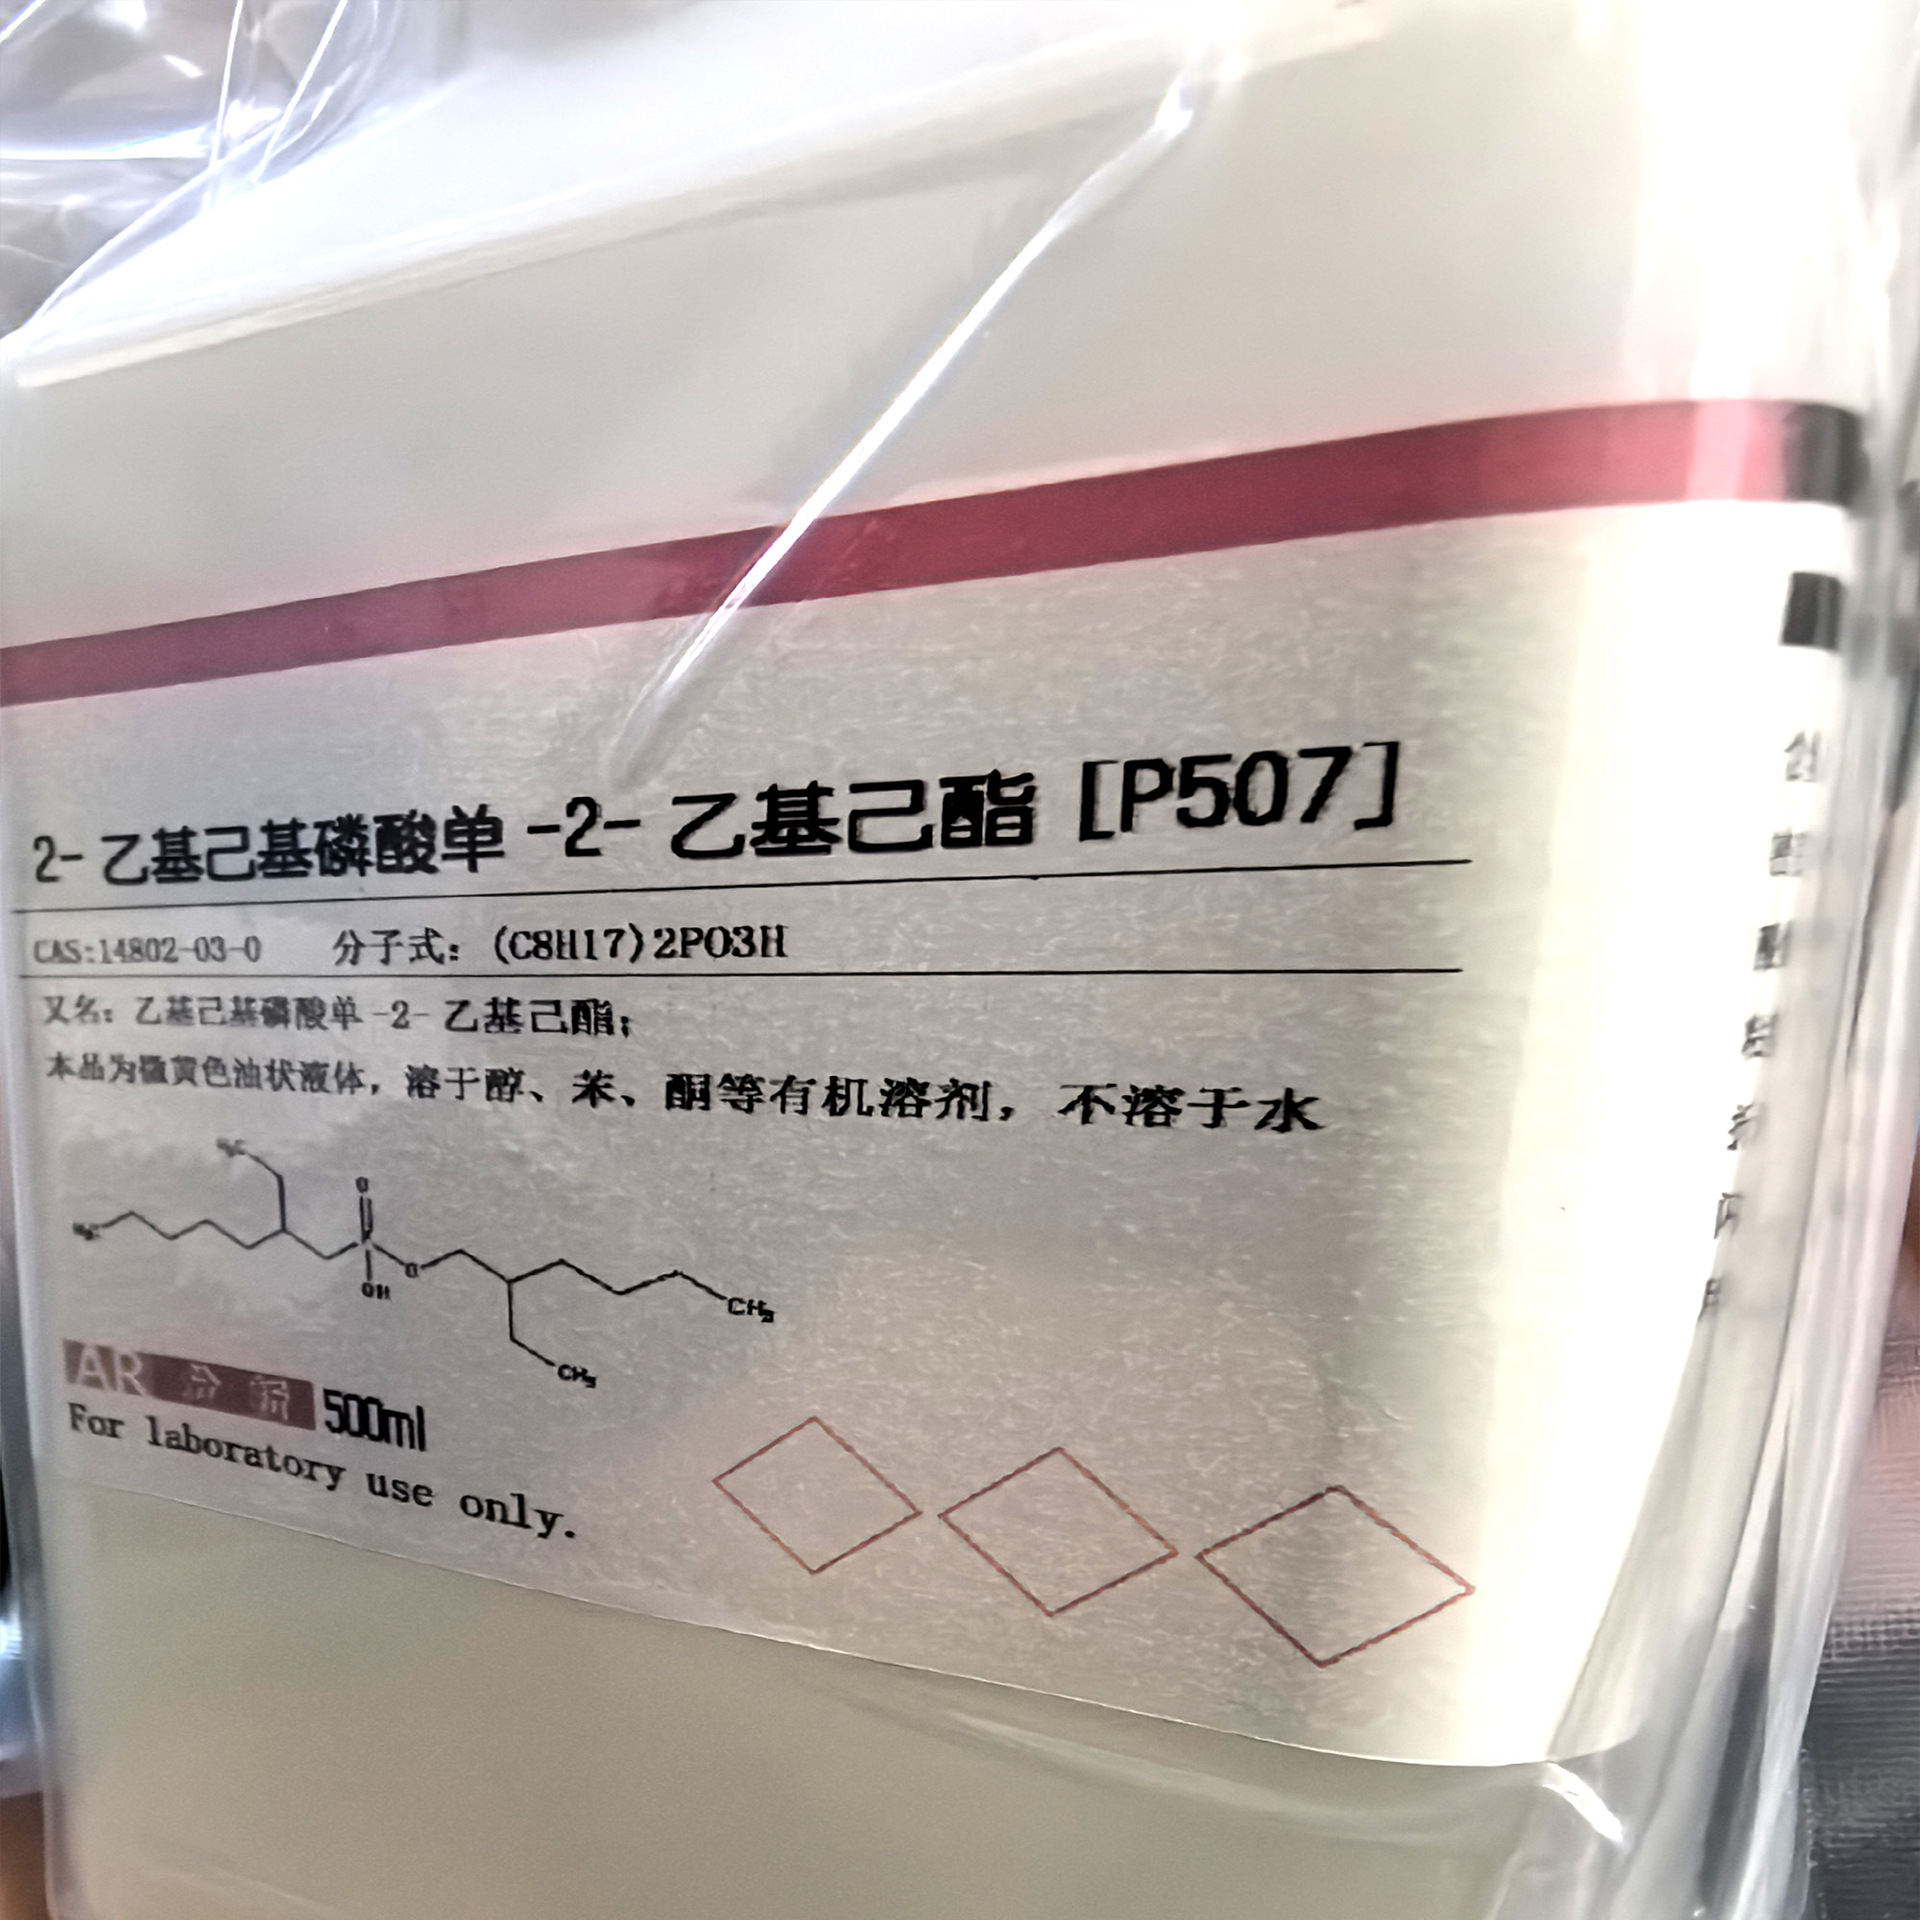 2-乙基己基磷酸单-2-乙基己酯[P507]
CAS:14802-03-0 分子式：(C8H17)2PO3H
又名：乙基己基磷酸单-2-乙基己酯；
本品为微黄色油状液体，溶于醇、苯、酮等有机溶剂，不溶于水
H₃C
O
H₃C
P
O
OH
CH₃
CH₃
AR 分析 500ml
For laboratory use only.